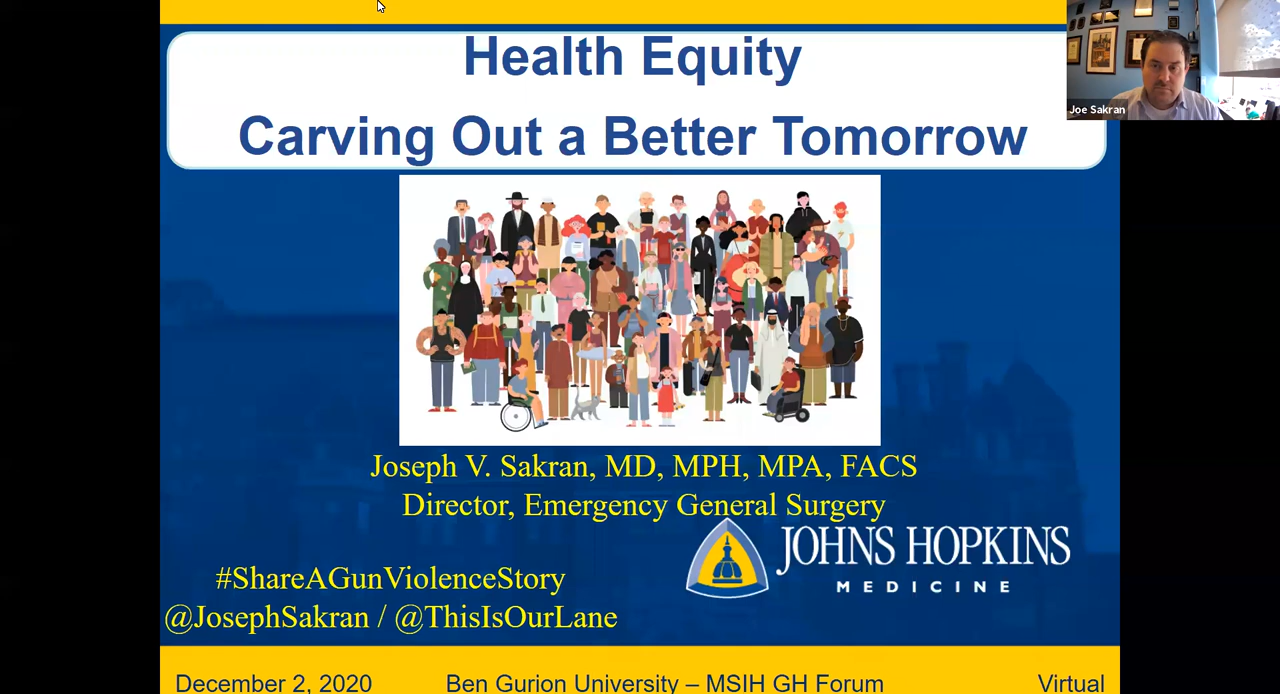 Health Equity
Carving Out a Better Tomorrow
Joe Sakran
Joseph V. Sakran, MD, MPH, MPA, FACS
Director, Emergency General Surgery
JOHNS HOPKINS
MEDICINE
#ShareAGunViolenceStory
@JosephSakran / @ThisIsOurLane
December 2, 2020 Ben Gurion University – MSIH GH Forum Virtual